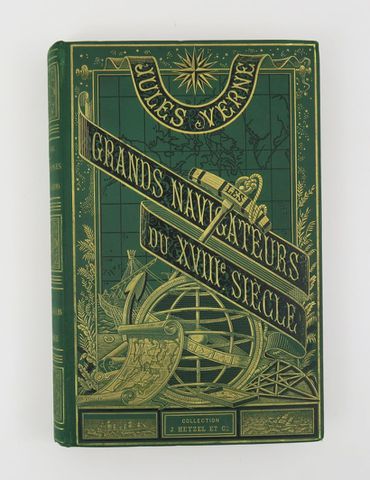 JULES VERNE
LES
GRANDS NAVIGATEURS
DU XVIIIe SIÈCLE
COLLECTION
J. HETZEL ET Cie